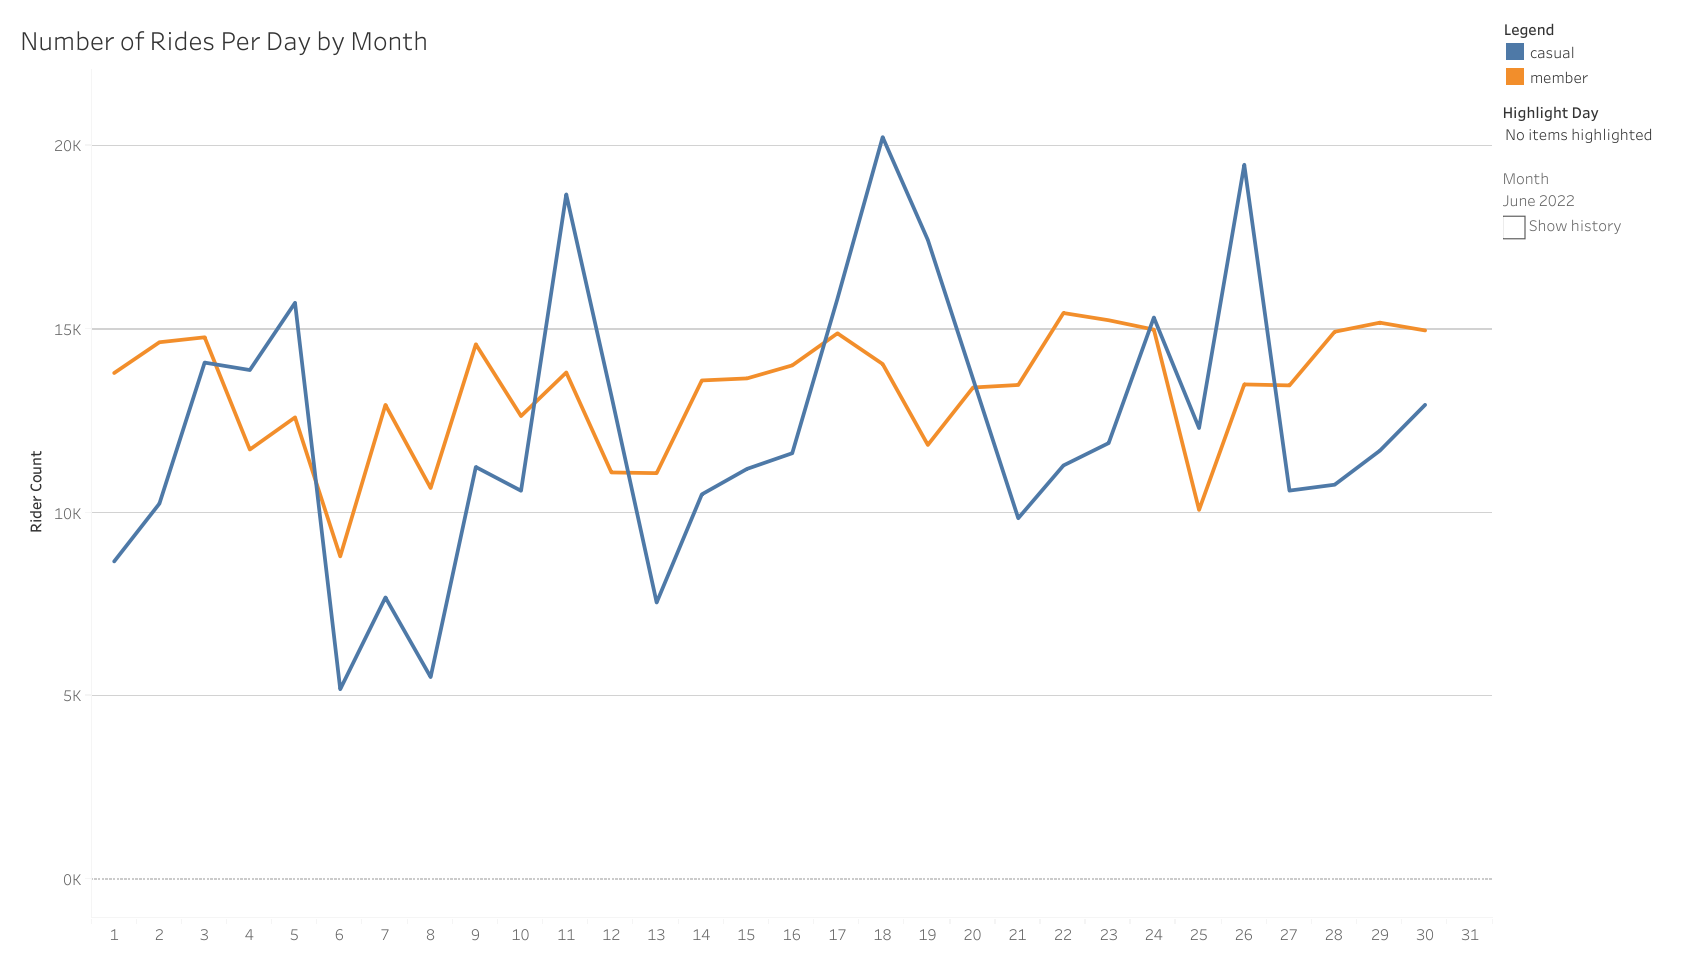 Number of Rides Per Day by Month
Legend
casual
member
Highlight Day
No items highlighted
Month
June 2022
Show history
Rider Count
20K
15K
10K
5K
0K
1 2 3 4 5 6 7 8 9 10 11 12 13 14 15 16 17 18 19 20 21 22 23 24 25 26 27 28 29 30 31